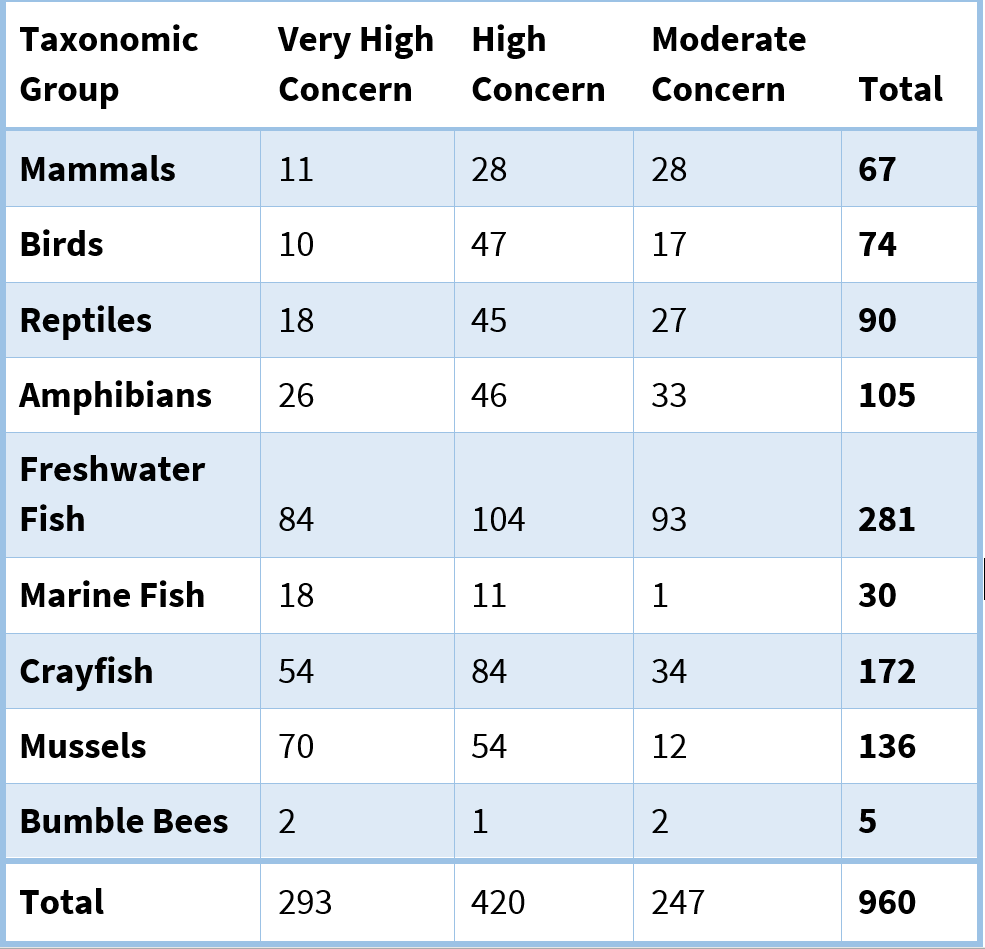 Taxonomic Group Very High Concern High Concern Moderate Concern Total
Mammals 11 28 28 67
Birds 10 47 17 74
Reptiles 18 45 27 90
Amphibians 26 46 33 105
Freshwater Fish 84 104 93 281
Marine Fish 18 11 1 30
Crayfish 54 84 34 172
Mussels 70 54 12 136
Bumble Bees 2 1 2 5
Total 293 420 247 960